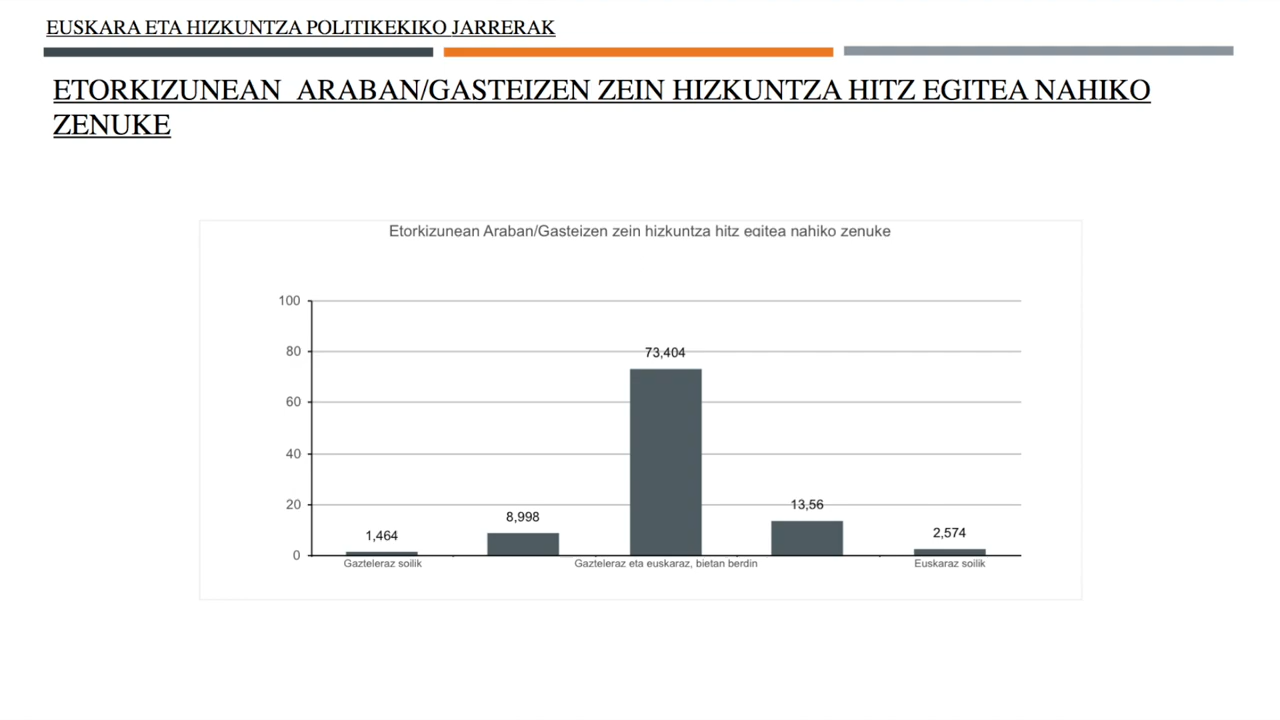 EUSKARA ETA HIZKUNTZA POLITIKEKIKO JARRERAK
ETORKIZUNEAN ARABAN/GASTEIZEN ZEIN HIZKUNTZA HITZ EGITEA NAHIKO
ZENUKE
Etorkizunean Araban/Gasteizen zein hizkuntza hitz egitea nahiko zenuke
100
80
60
40
20
0
1,464
8,998
73,404
13,56
2,574
Gazteleraz soilik
Gazteleraz eta euskaraz, bietan berdin
Euskaraz soilik